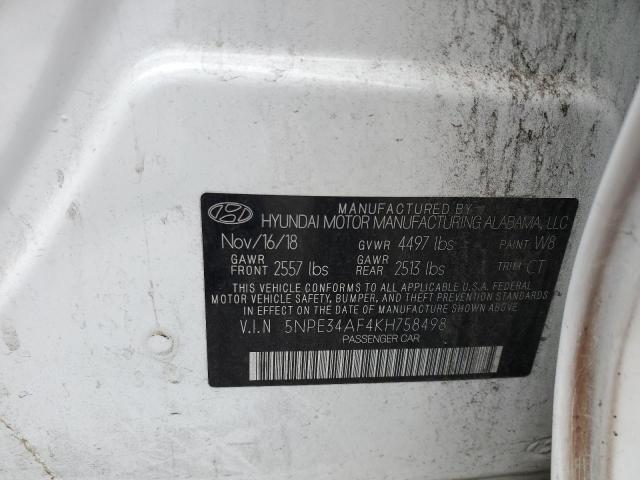 MANUFACTURED BY
HYUNDAI MOTOR MANUFACTURING ALABAMA, LLC
Nov/16/18 GVWR 4497 lbs PAINT: W8
GAWR FRONT 2557 lbs GAWR REAR 2513 lbs TRIM: CT
THIS VEHICLE CONFORMS TO ALL APPLICABLE U.S.A. FEDERAL
MOTOR VEHICLE SAFETY, BUMPER, AND THEFT PREVENTION
STANDARDS IN EFFECT ON THE DATE OF MANUFACTURE SHOWN ABOVE
V.I.N 5NPE34AF4KH758498
PASSENGER CAR